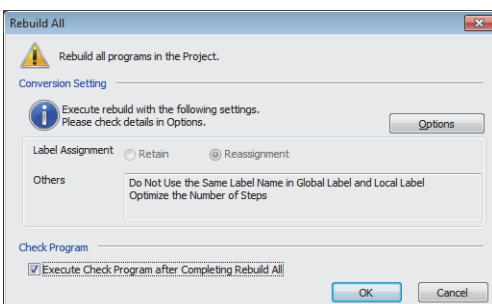 Rebuild All
Rebuild all programs in the Project.
Conversion Setting
Execute rebuild with the following settings.
Please check details in Options.
Options
Label Assignment
Retain
Reassignment
Others
Do Not Use the Same Label Name in Global Label and Local Label
Optimize the Number of Steps
Check Program
Execute Check Program after Completing Rebuild All
OK
Cancel